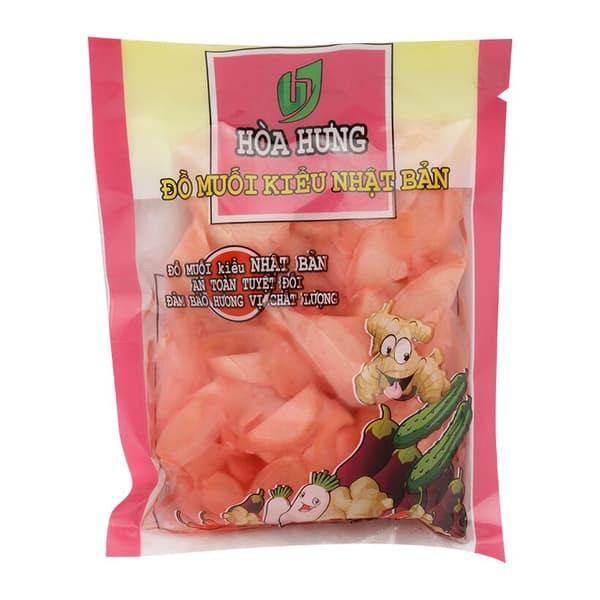 HÒA HƯNG
ĐỒ MUỐI KIỂU NHẬT BẢN
ĐỒ MUỐI kiểu NHẬT BẢN
AN TOÀN TUYỆT ĐỐI
ĐẢM BẢO HƯƠNG VỊ CHẤT LƯỢNG